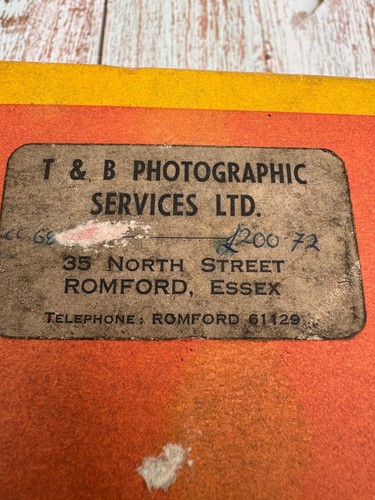 T & B PHOTOGRAPHIC
SERVICES LTD.
£200-72
35 NORTH STREET
ROMFORD, ESSEX
TELEPHONE: ROMFORD 61129